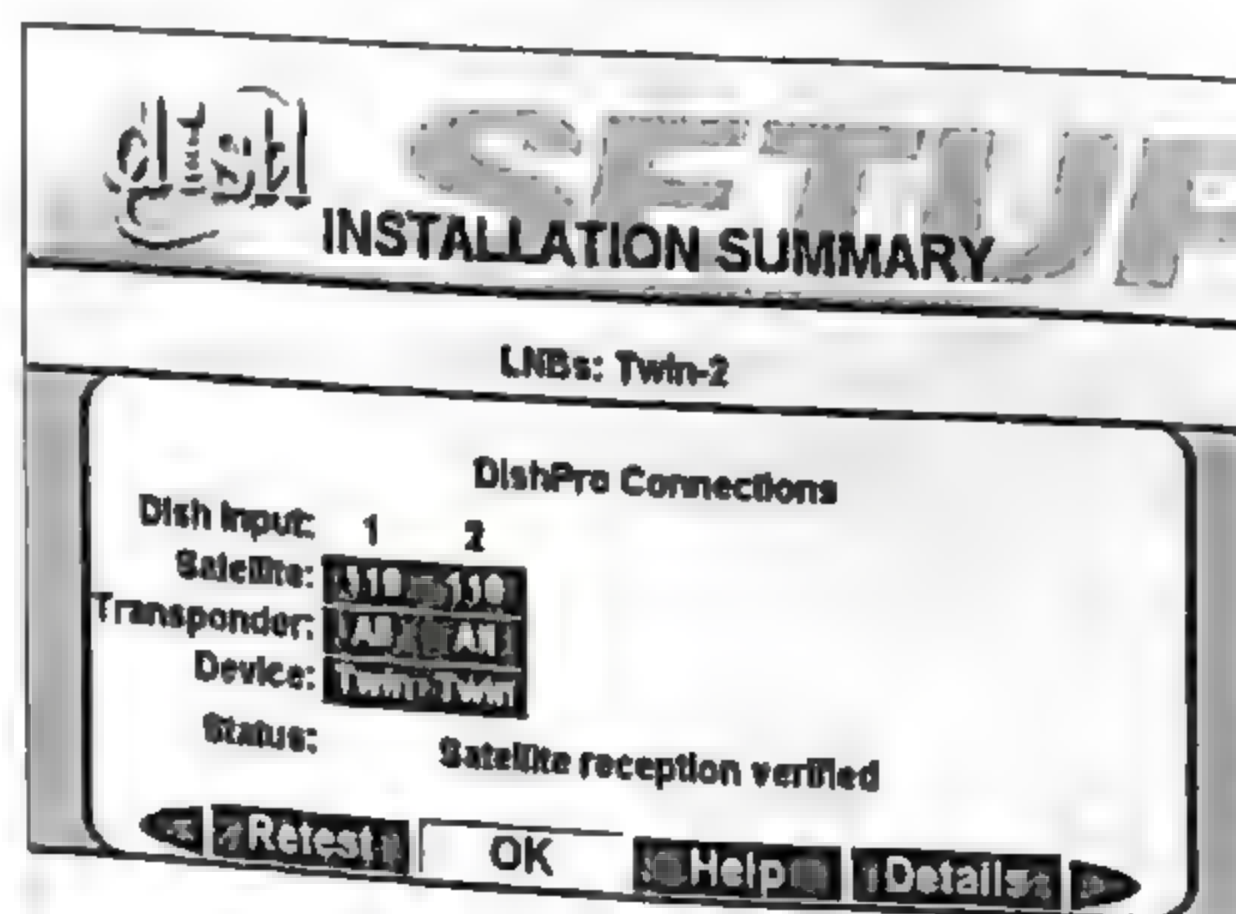 dish SETUP
INSTALLATION SUMMARY
LNBs: Twin-2
DishPro Connections
Dish Input: 1 2
Satellite: 119 110
Transponder: All All
Device: Twin Twin
Status: Satellite reception verified
Retest OK Help Details